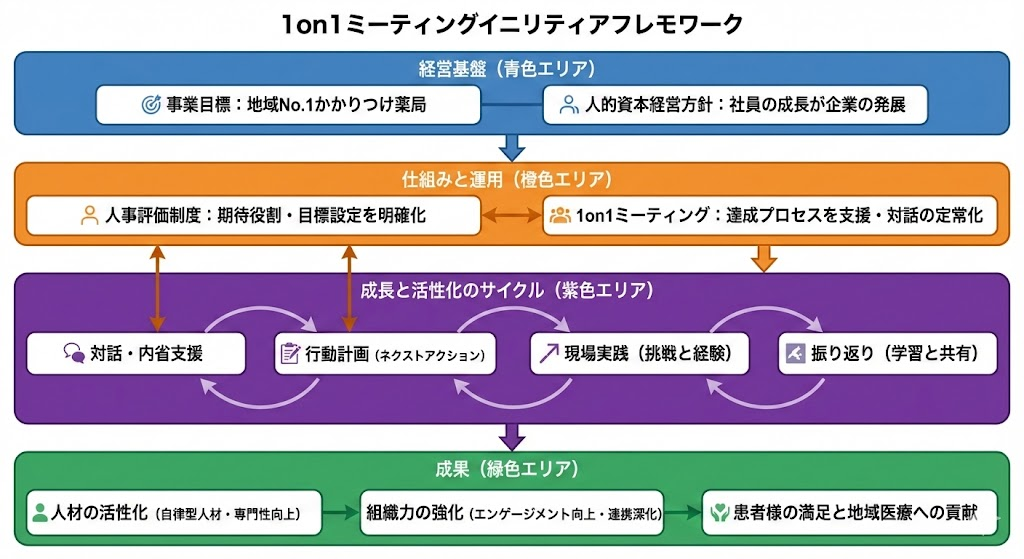 1on1ミーティングイニリティアフレモワーク
経営基盤（青色エリア）
事業目標：地域No.1かかりつけ薬局
人的資本経営方針：社員の成長が企業の発展
仕組みと運用（橙色エリア）
人事評価制度：期待役割・目標設定を明確化
1on1ミーティング：達成プロセスを支援・対話の定常化
成長と活性化のサイクル（紫色エリア）
対話・内省支援
行動計画（ネクストアクション）
現場実践（挑戦と経験）
振り返り（学習と共有）
成果（緑色エリア）
人材の活性化（自律型人材・専門性向上）
組織力の強化（エンゲージメント向上・連携深化）
患者様の満足と地域医療への貢献